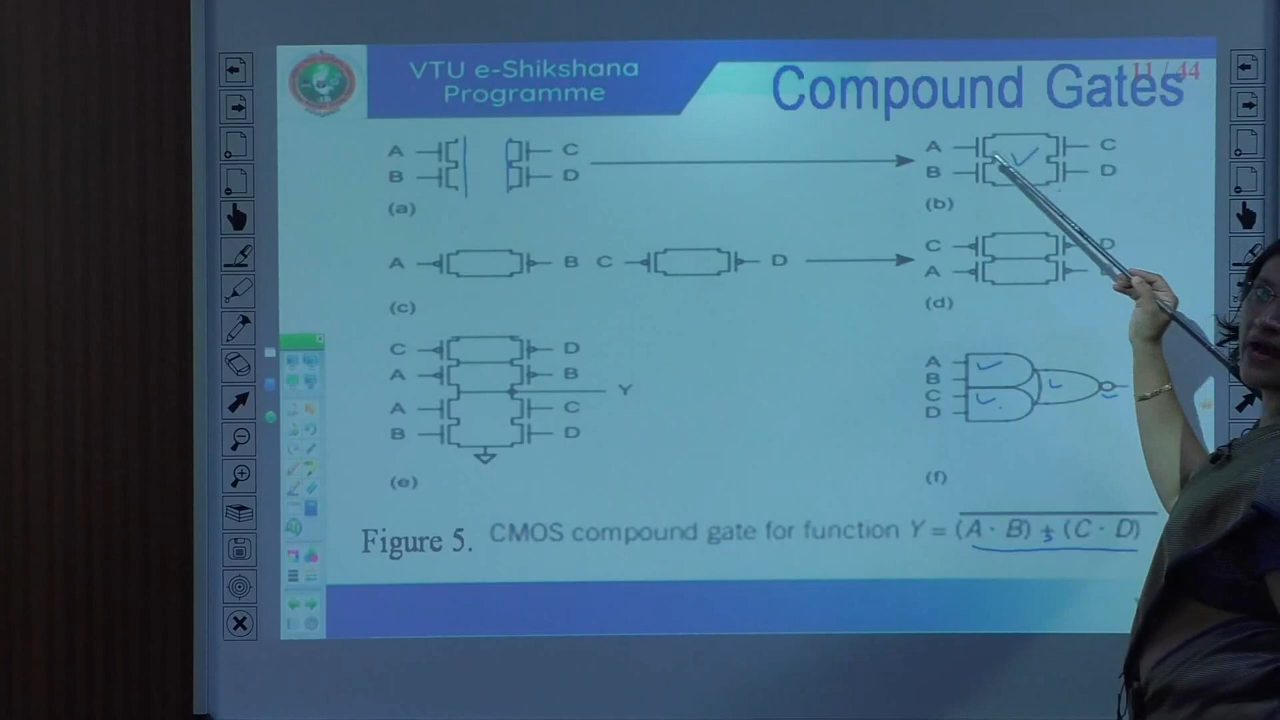 VTU e-Shikshana
Programme
Compound Gates
11 / 44
A
B
C
D
(a)
A
B
C
D
(b)
A
B
C
D
(c)
C
A
D
(d)
C
A
A
B
D
B
C
D
Y
(e)
A
B
C
D
(f)
Figure 5. CMOS compound gate for function Y = (A · B) + (C · D)